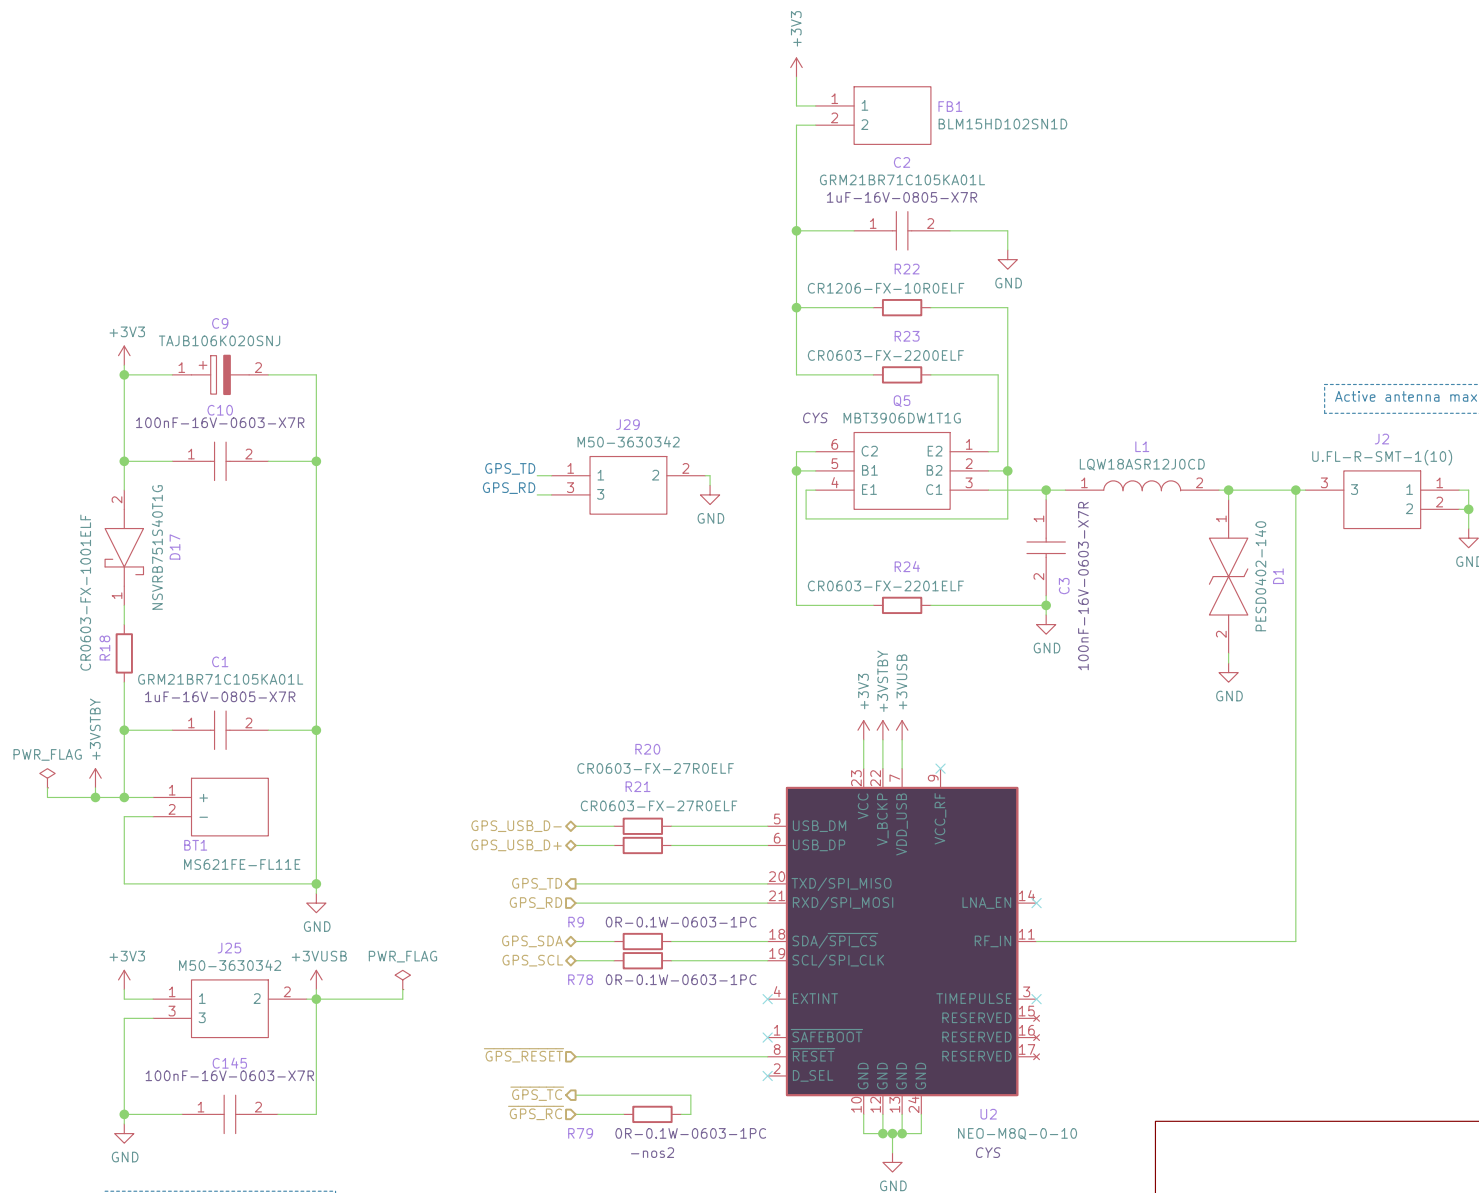 +3V3
1
1
FB1
2
2
BLM15HD102SN1D
C2
GRM21BR71C105KA01L
1uF-16V-0805-X7R
1
2
GND
R22
CR1206-FX-10R0ELF
R23
CR0603-FX-2200ELF
Q5
CYS
MBT3906DW1T1G
6
C2
E2
1
5
B1
B2
2
4
E1
C1
3
R24
CR0603-FX-2201ELF
1
2
C3
100nF-16V-0603-X7R
GND
L1
LQW18ASR12J0CD
1
2
1
2
PESD0402-140
D1
GND
Active antenna max
J2
U.FL-R-SMT-1(10)
3
3
1
1
2
2
GND
+3V3
C9
TAJB106K020SNJ
1
+
2
C10
100nF-16V-0603-X7R
1
2
2
1
NSVRB751S40T1G
D17
CR0603-FX-1001ELF
R18
C1
GRM21BR71C105KA01L
1uF-16V-0805-X7R
1
2
+3VSTBY
PWR_FLAG
1
+
2
−
BT1
MS621FE-FL11E
GND
J29
M50-3630342
GPS_TD
1
1
2
2
GPS_RD
3
3
GND
J25
+3V3
M50-3630342
+3VUSB
PWR_FLAG
1
1
2
2
3
3
C145
100nF-16V-0603-X7R
1
2
GND
R20
CR0603-FX-27R0ELF
R21
CR0603-FX-27R0ELF
GPS_USB_D-
GPS_USB_D+
GPS_TD
GPS_RD
R9
0R-0.1W-0603-1PC
GPS_SDA
GPS_SCL
R78
0R-0.1W-0603-1PC
GPS_RESET
GPS_TC
GPS_RC
R79
0R-0.1W-0603-1PC
-nos2
+3V3
+3VSTBY
+3VUSB
23
22
7
9
VCC
V_BCKP
VDD_USB
VCC_RF
5
USB_DM
6
USB_DP
20
TXD/SPI_MISO
21
RXD/SPI_MOSI
18
SDA/SPI_CS
19
SCL/SPI_CLK
4
EXTINT
1
SAFEBOOT
8
RESET
2
D_SEL
LNA_EN
14
RF_IN
11
TIMEPULSE
3
RESERVED
15
RESERVED
16
RESERVED
17
GND
GND
GND
GND
10
12
13
24
U2
NEO-M8Q-0-10
CYS
GND